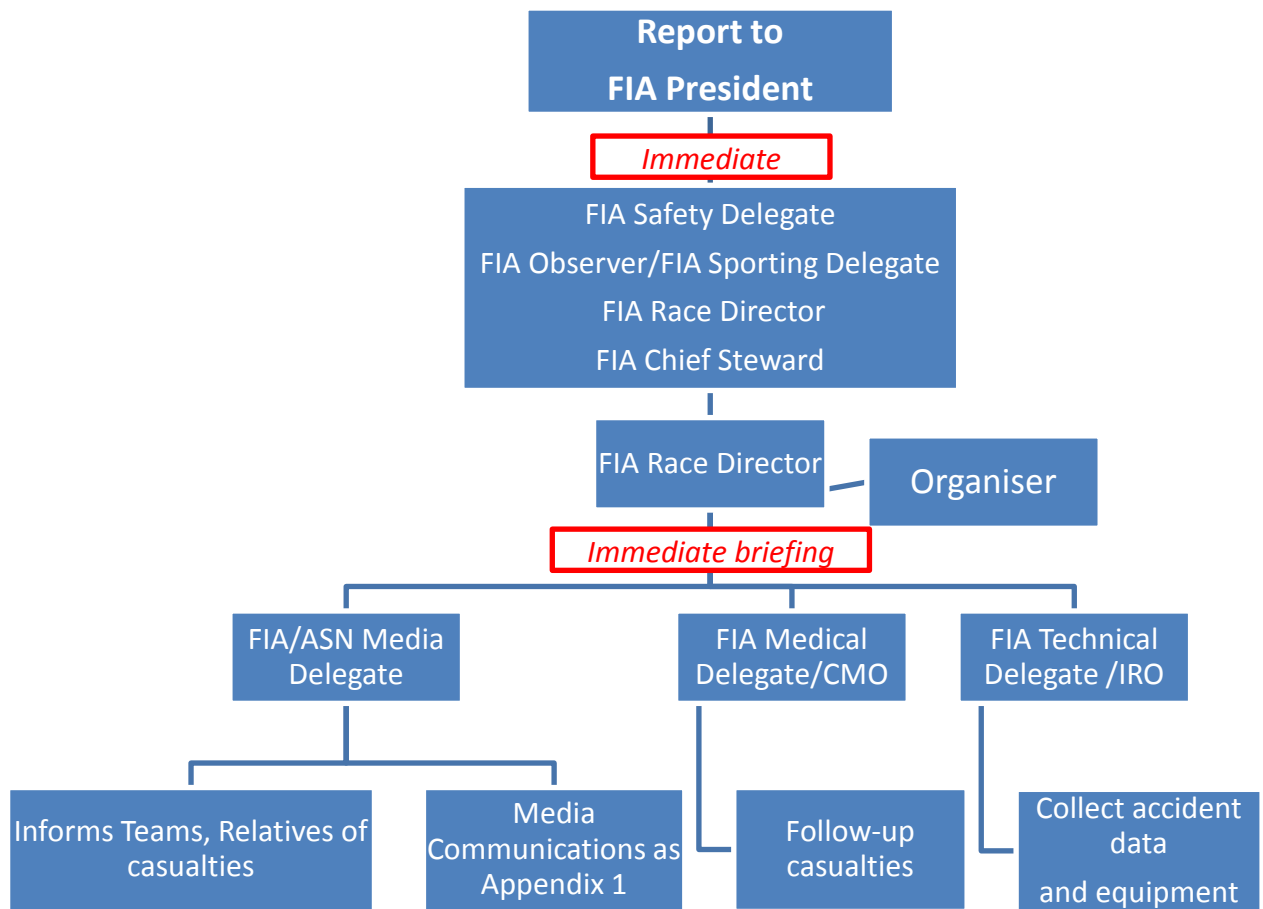 Report to
FIA President
Immediate
FIA Safety Delegate
FIA Observer/FIA Sporting Delegate
FIA Race Director
FIA Chief Steward
FIA Race Director
Organiser
Immediate briefing
FIA/ASN Media
Delegate
FIA Medical
Delegate/CMO
FIA Technical
Delegate /IRO
Informs Teams, Relatives of
casualties
Media
Communications as
Appendix 1
Follow-up
casualties
Collect accident
data
and equipment